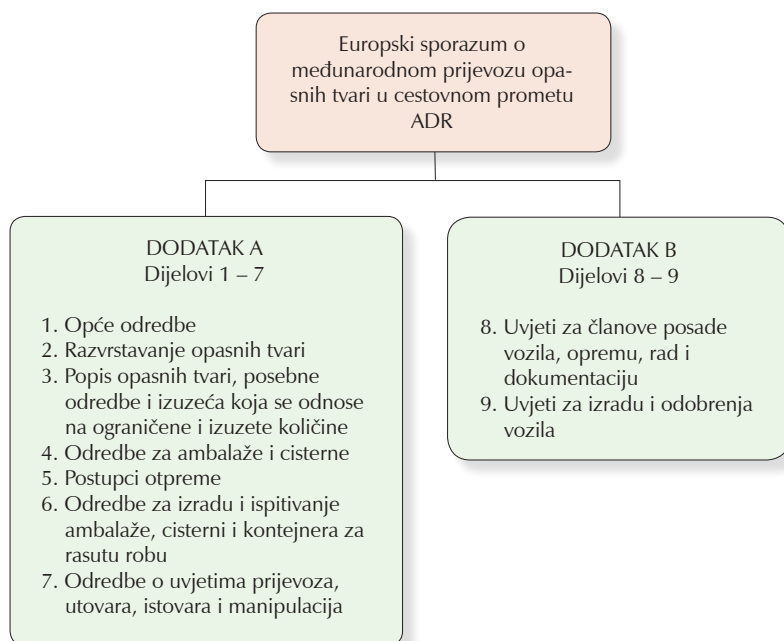 Europski sporazum o
međunarodnom prijevozu opa-
snih tvari u cestovnom prometu
ADR
DODATAK A
Dijelovi 1 – 7
1. Opće odredbe
2. Razvrstavanje opasnih tvari
3. Popis opasnih tvari, posebne
odredbe i izuzeća koja se odnose
na ograničene i izuzete količine
4. Odredbe za ambalaže i cisterne
5. Postupci otpreme
6. Odredbe za izradu i ispitivanje
ambalaže, cisterni i kontejnera za
rasutu robu
7. Odredbe o uvjetima prijevoza,
utovara, istovara i manipulacija
DODATAK B
Dijelovi 8 – 9
8. Uvjeti za članove posade
vozila, opremu, rad i
dokumentaciju
9. Uvjeti za izradu i odobrenja
vozila